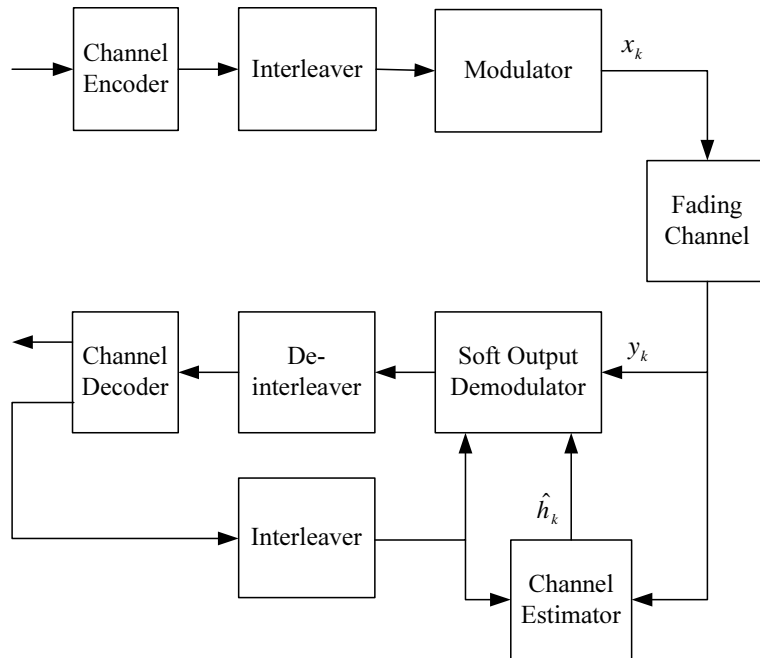 Channel
Encoder
Interleaver
Modulator
x_k
Fading
Channel
Channel
Decoder
De-
interleaver
Soft Output
Demodulator
y_k
Interleaver
ĥ_k
Channel
Estimator